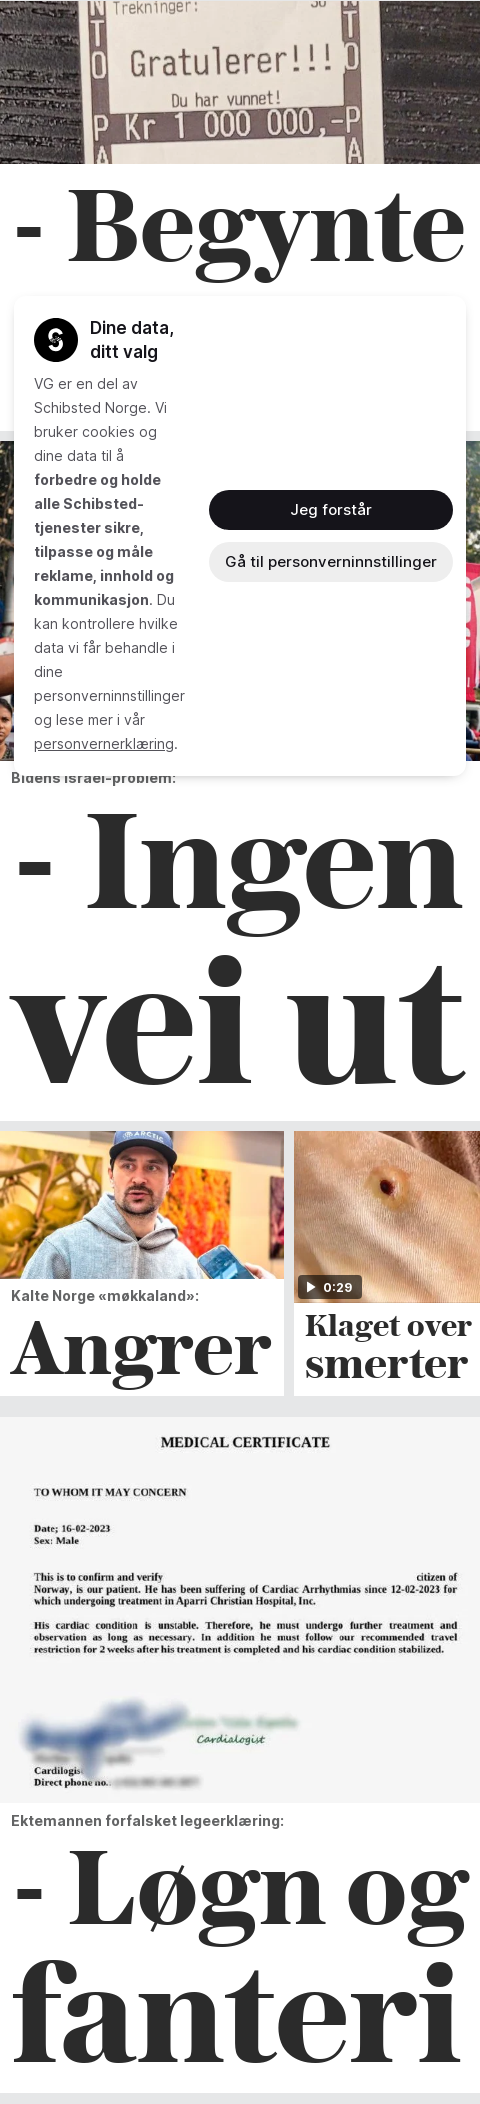 Trekninger:
Gratulerer!!!
Du har vunnet!
Kr 1 000 000,-
- Begynte
Dine data,
ditt valg
VG er en del av
Schibsted Norge. Vi
bruker cookies og
dine data til å
forbedre og holde
alle Schibsted-
tjenester sikre,
tilpasse og måle
reklame, innhold og
kommunikasjon. Du
kan kontrollere hvilke
data vi får behandle i
dine
personverninnstillinger
og lese mer i vår
personvernerklæring.
Jeg forstår
Gå til personverninnstillinger
Bidens Israel-problem:
- Ingen
vei ut
ARCTIC
Kalte Norge «møkkaland»:
Angrer
0:29
Klaget over
smerter
MEDICAL CERTIFICATE
TO WHOM IT MAY CONCERN
Date; 16-02-2023
Sex: Male
This is to confirm and verify citizen of
Norway, is our patient. He has been suffering of Cardiac Arrhythmias since 12-02-2023 for
which undergoing treatment in Aparri Christian Hospital, Inc.
His cardiac condition is unstable. Therefore, he must undergo further treatment and
observation as long as necessary. In addition he must follow our recommended travel
restriction for 2 weeks after his treatment is completed and his cardiac condition stabilized.
Cardialogist
Cardilogis
Direct phone no.:
Ektemannen forfalsket legeerklæring:
- Løgn og
fanteri